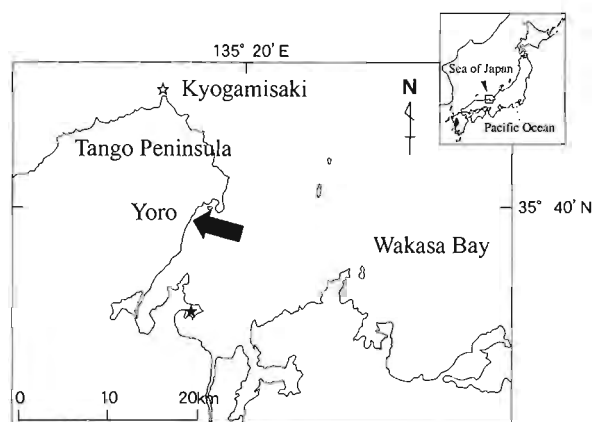 135° 20′ E
Kyogamisaki
N
Sea of Japan
Pacific Ocean
Tango Peninsula
Yoro
35° 40′ N
Wakasa Bay
0 10 20km